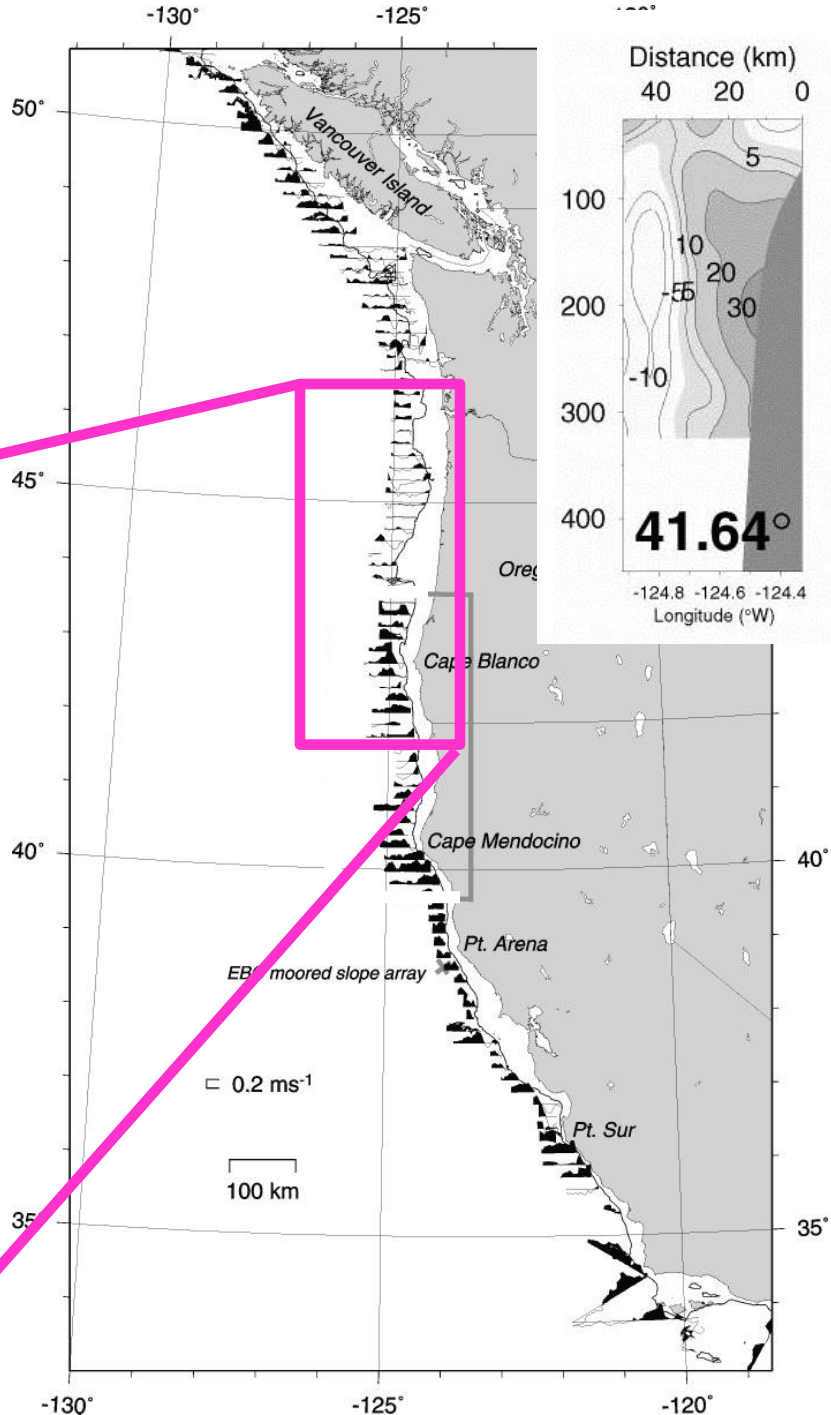 -130° -125°
Distance (km)
40 20 0
50°
Vancouver Island
5
100
10
20
-5 5
200
30
-10
300
45°
400
41.64°
Oreg
-124.8 -124.6 -124.4
Longitude (°W)
Cape Blanco
Cape Mendocino
40° 40°
Pt. Arena
moored slope array
0.2 ms-1
Pt. Sur
100 km
35° 35°
-130° -125° -120°